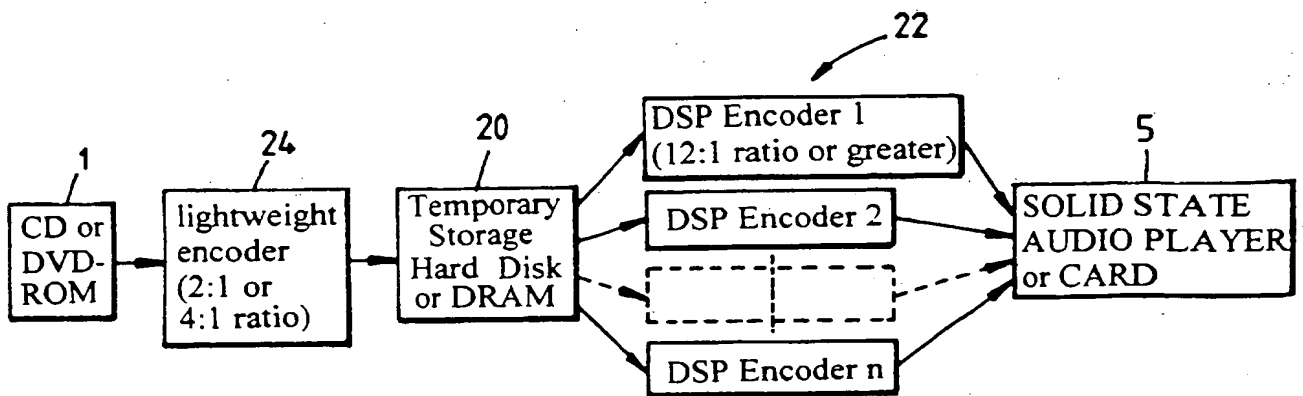 22
DSP Encoder 1
(12:1 ratio or greater)
5
20
24
1
CD or
DVD-
ROM
lightweight
encoder
(2:1 or
4:1 ratio)
Temporary
Storage
Hard Disk
or DRAM
DSP Encoder 2
DSP Encoder n
SOLID STATE
AUDIO PLAYER
or CARD